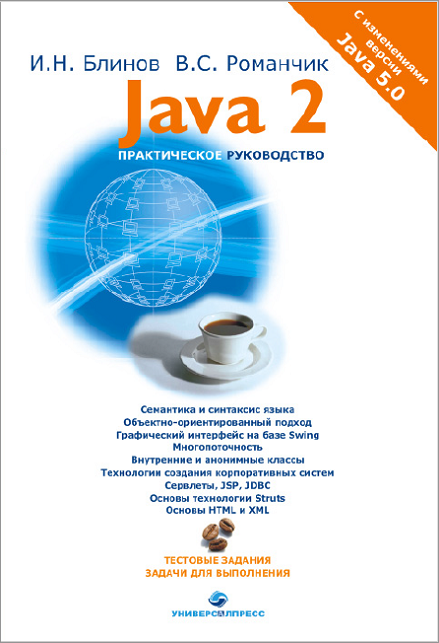 С изменениями
версии
Java 5.0
И.Н. Блинов В.С. Романчик
Java 2
ПРАКТИЧЕСКОЕ РУКОВОДСТВО
Семантика и синтаксис языка
Объектно-ориентированный подход
Графический интерфейс на базе Swing
Многопоточность
Внутренние и анонимные классы
Технологии создания корпоративных систем
Сервлеты, JSP, JDBC
Основы технологии Struts
Основы HTML и XML
ТЕСТОВЫЕ ЗАДАНИЯ
ЗАДАЧИ ДЛЯ ВЫПОЛНЕНИЯ
УНИВЕРСАЛПРЕСС